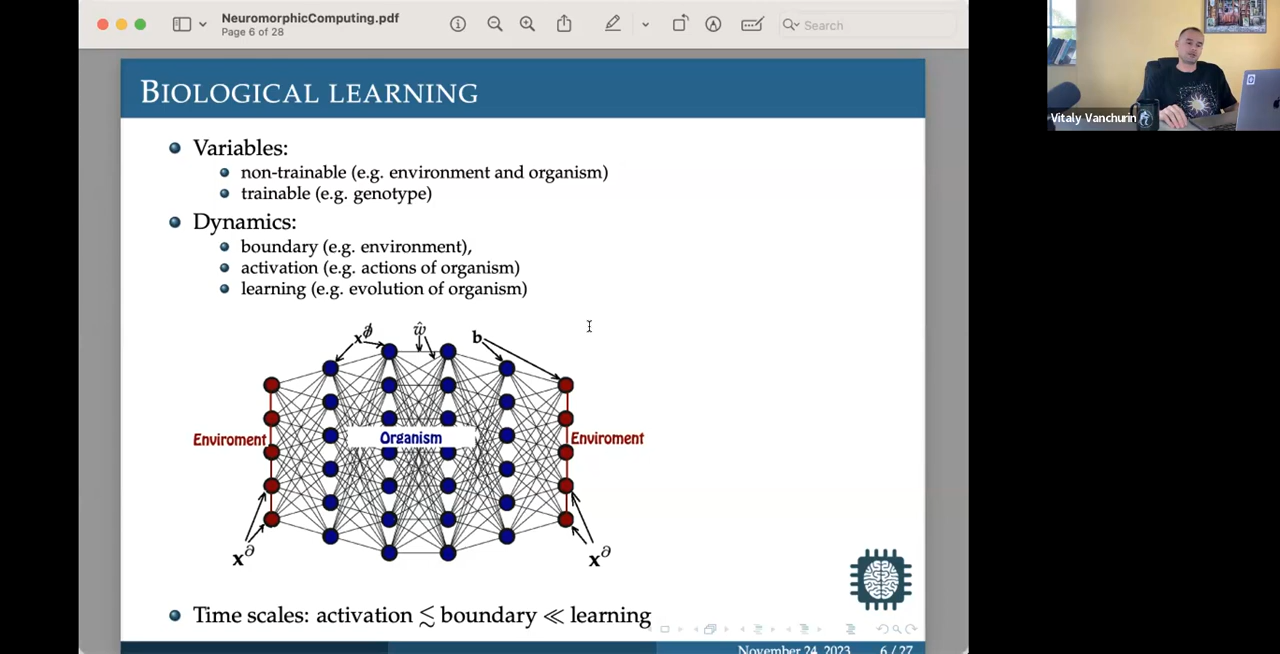 NeuromorphicComputing.pdf
Page 6 of 28
Search
Vitaly Vanchurin
BIOLOGICAL LEARNING
Variables:
non-trainable (e.g. environment and organism)
trainable (e.g. genotype)
Dynamics:
boundary (e.g. environment),
activation (e.g. actions of organism)
learning (e.g. evolution of organism)
x^∂̸ ŵ b
Enviroment Organism Enviroment
x^∂ x^∂
Time scales: activation ≲ boundary ≪ learning
November 24, 2023 6 / 27